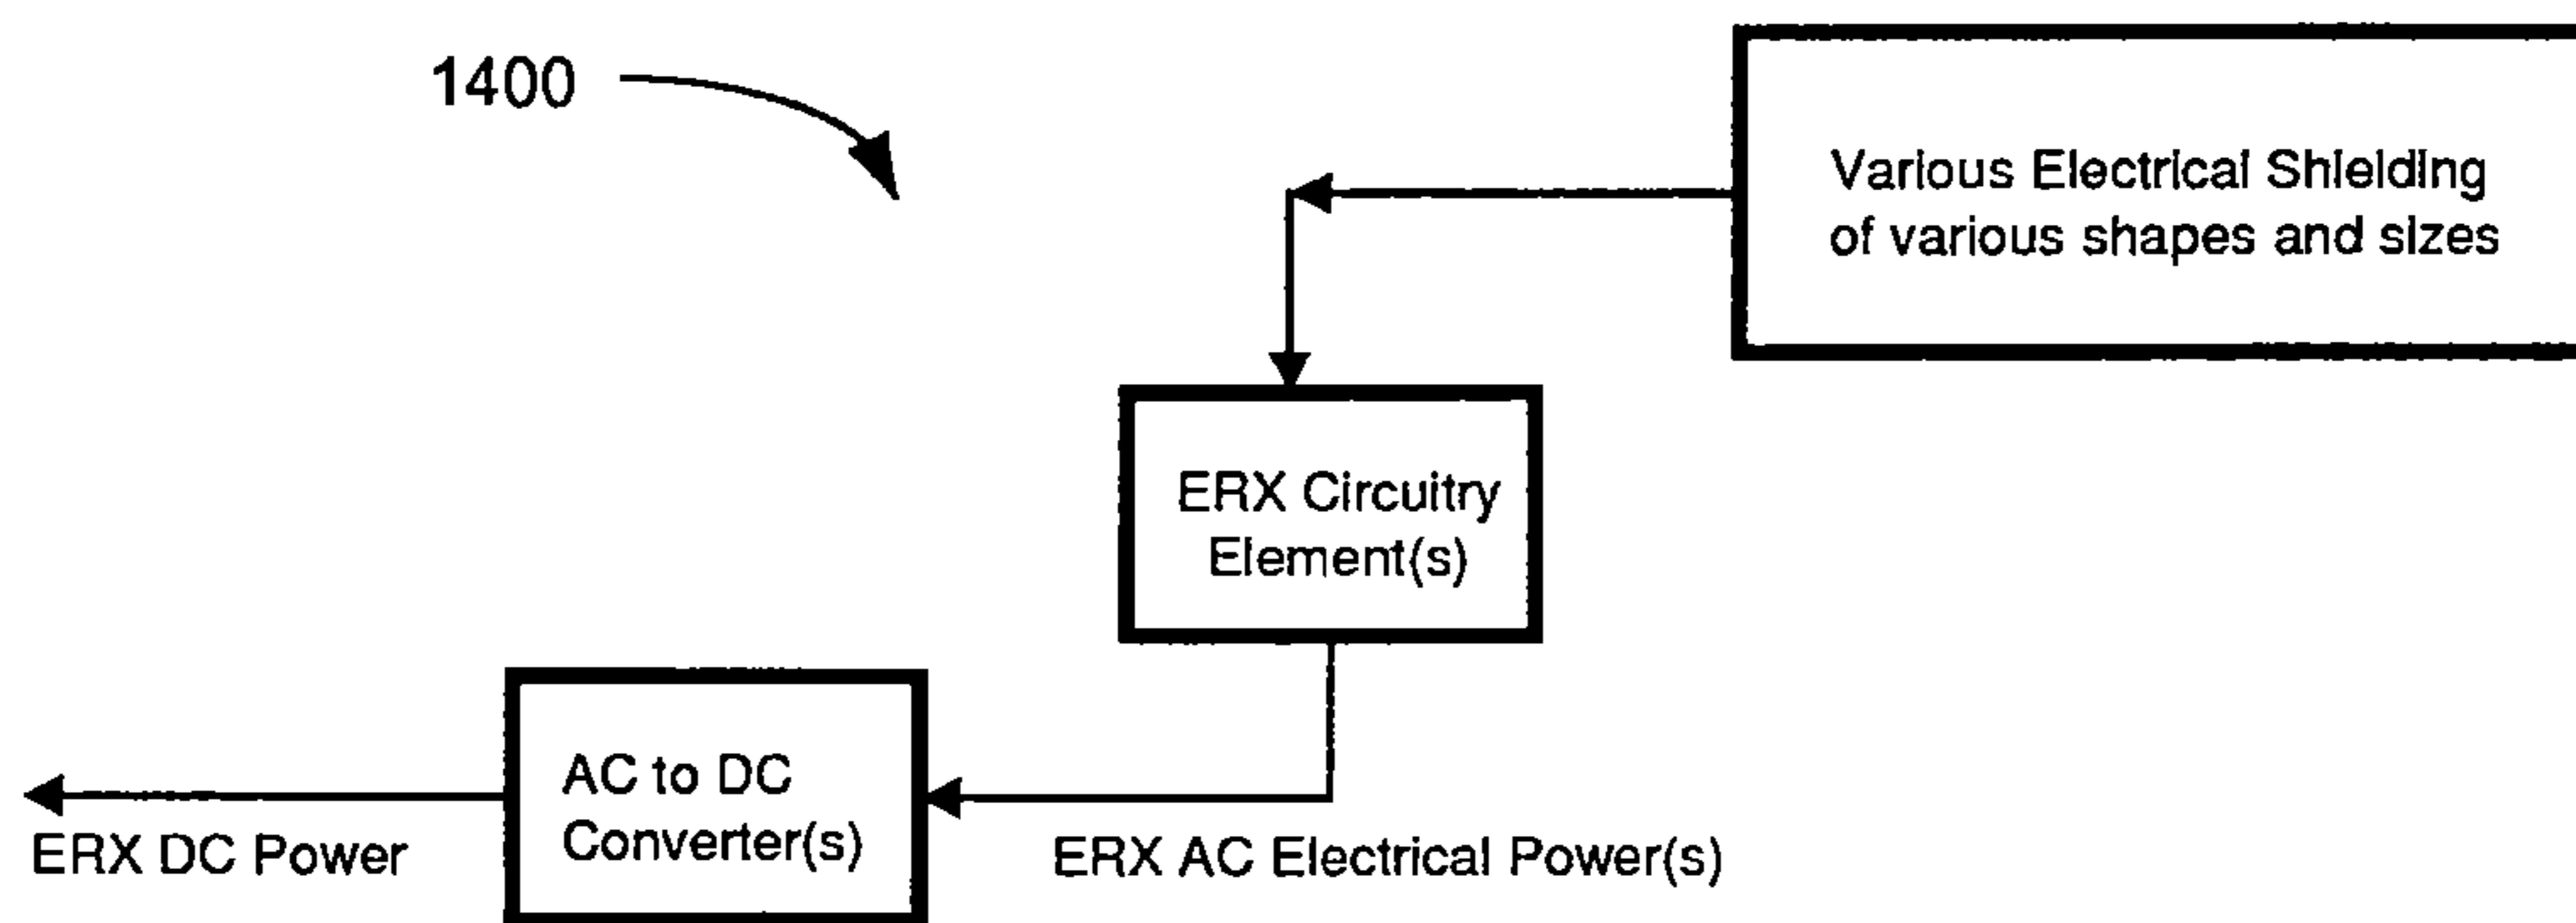 1400
Various Electrical Shielding
of various shapes and sizes
ERX Circuitry
Element(s)
AC to DC
Converter(s)
ERX DC Power
ERX AC Electrical Power(s)